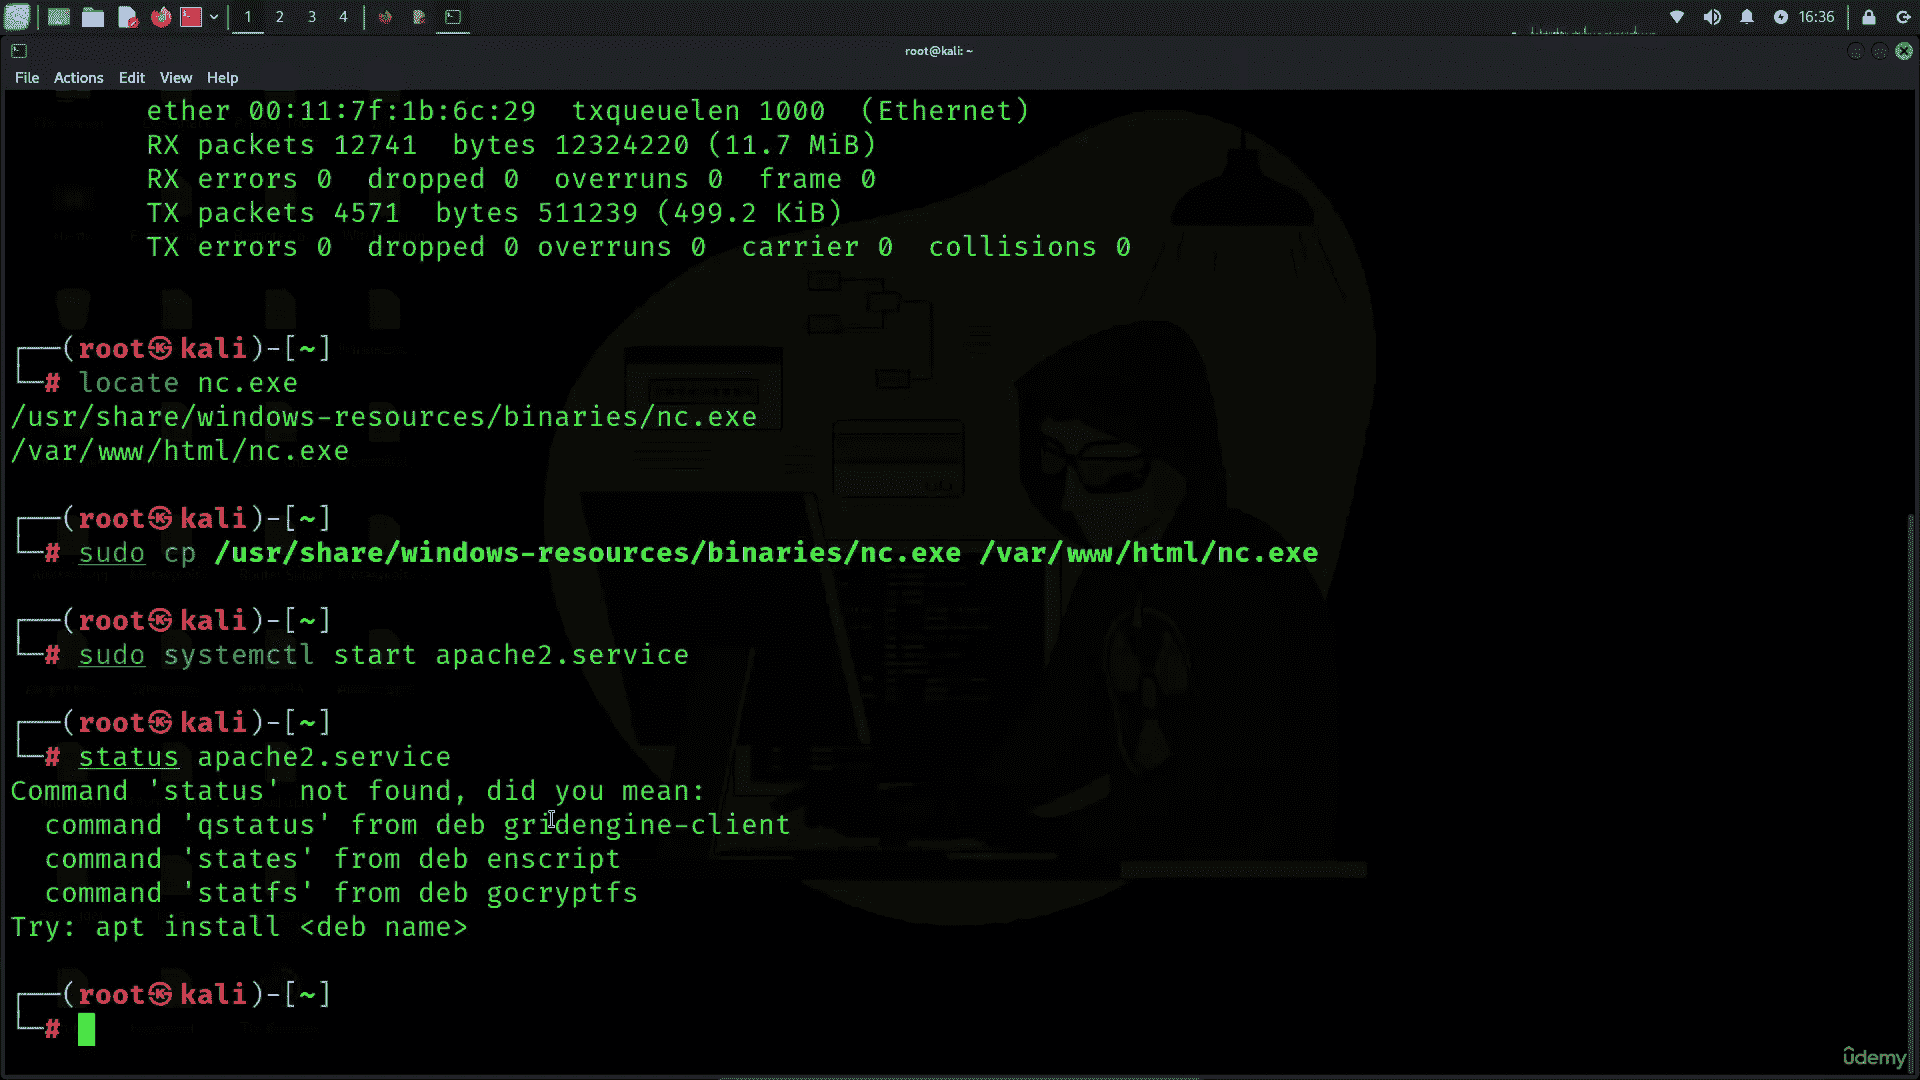 1 2 3 4 16:36
root@kali: ~
File Actions Edit View Help
ether 00:11:7f:1b:6c:29 txqueuelen 1000 (Ethernet)
RX packets 12741 bytes 12324220 (11.7 MiB)
RX errors 0 dropped 0 overruns 0 frame 0
TX packets 4571 bytes 511239 (499.2 KiB)
TX errors 0 dropped 0 overruns 0 carrier 0 collisions 0
┌──(root㉿kali)-[~]
└─# locate nc.exe
/usr/share/windows-resources/binaries/nc.exe
/var/www/html/nc.exe
┌──(root㉿kali)-[~]
└─# sudo cp /usr/share/windows-resources/binaries/nc.exe /var/www/html/nc.exe
┌──(root㉿kali)-[~]
└─# sudo systemctl start apache2.service
┌──(root㉿kali)-[~]
└─# status apache2.service
Command 'status' not found, did you mean:
command 'qstatus' from deb gridengine-client
command 'states' from deb enscript
command 'statfs' from deb gocryptfs
Try: apt install <deb name>
┌──(root㉿kali)-[~]
└─#
ûdemy